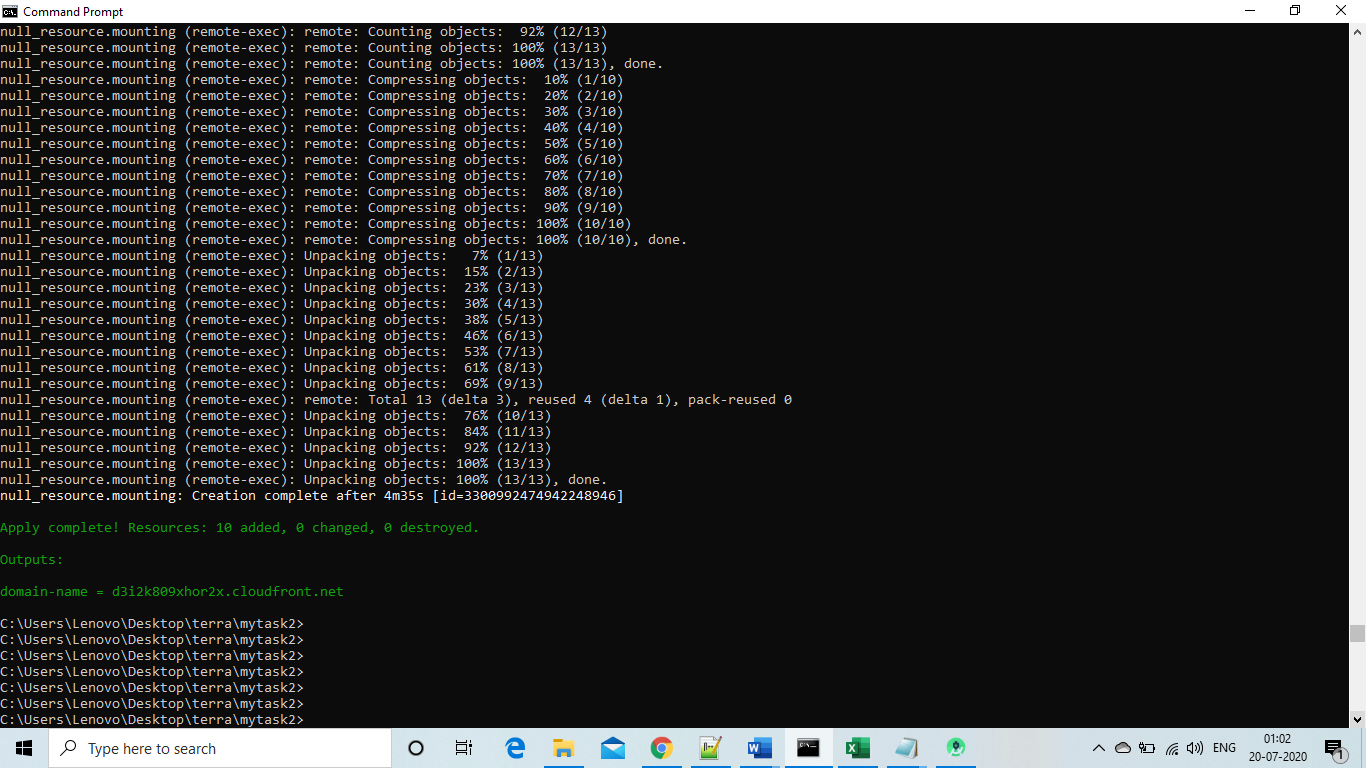 Command Prompt
null_resource.mounting (remote-exec): remote: Counting objects:  92% (12/13)
null_resource.mounting (remote-exec): remote: Counting objects: 100% (13/13)
null_resource.mounting (remote-exec): remote: Counting objects: 100% (13/13), done.
null_resource.mounting (remote-exec): remote: Compressing objects:  10% (1/10)
null_resource.mounting (remote-exec): remote: Compressing objects:  20% (2/10)
null_resource.mounting (remote-exec): remote: Compressing objects:  30% (3/10)
null_resource.mounting (remote-exec): remote: Compressing objects:  40% (4/10)
null_resource.mounting (remote-exec): remote: Compressing objects:  50% (5/10)
null_resource.mounting (remote-exec): remote: Compressing objects:  60% (6/10)
null_resource.mounting (remote-exec): remote: Compressing objects:  70% (7/10)
null_resource.mounting (remote-exec): remote: Compressing objects:  80% (8/10)
null_resource.mounting (remote-exec): remote: Compressing objects:  90% (9/10)
null_resource.mounting (remote-exec): remote: Compressing objects: 100% (10/10)
null_resource.mounting (remote-exec): remote: Compressing objects: 100% (10/10), done.
null_resource.mounting (remote-exec): Unpacking objects:   7% (1/13)
null_resource.mounting (remote-exec): Unpacking objects:  15% (2/13)
null_resource.mounting (remote-exec): Unpacking objects:  23% (3/13)
null_resource.mounting (remote-exec): Unpacking objects:  30% (4/13)
null_resource.mounting (remote-exec): Unpacking objects:  38% (5/13)
null_resource.mounting (remote-exec): Unpacking objects:  46% (6/13)
null_resource.mounting (remote-exec): Unpacking objects:  53% (7/13)
null_resource.mounting (remote-exec): Unpacking objects:  61% (8/13)
null_resource.mounting (remote-exec): Unpacking objects:  69% (9/13)
null_resource.mounting (remote-exec): remote: Total 13 (delta 3), reused 4 (delta 1), pack-reused 0
null_resource.mounting (remote-exec): Unpacking objects:  76% (10/13)
null_resource.mounting (remote-exec): Unpacking objects:  84% (11/13)
null_resource.mounting (remote-exec): Unpacking objects:  92% (12/13)
null_resource.mounting (remote-exec): Unpacking objects: 100% (13/13)
null_resource.mounting (remote-exec): Unpacking objects: 100% (13/13), done.
null_resource.mounting: Creation complete after 4m35s [id=3300992474942248946]
Apply complete! Resources: 10 added, 0 changed, 0 destroyed.
Outputs:
domain-name = d3i2k809xhor2x.cloudfront.net
C:\Users\Lenovo\Desktop\terra\mytask2>
C:\Users\Lenovo\Desktop\terra\mytask2>
C:\Users\Lenovo\Desktop\terra\mytask2>
C:\Users\Lenovo\Desktop\terra\mytask2>
C:\Users\Lenovo\Desktop\terra\mytask2>
C:\Users\Lenovo\Desktop\terra\mytask2>
C:\Users\Lenovo\Desktop\terra\mytask2>
Type here to search
ENG
01:02
20-07-2020
1